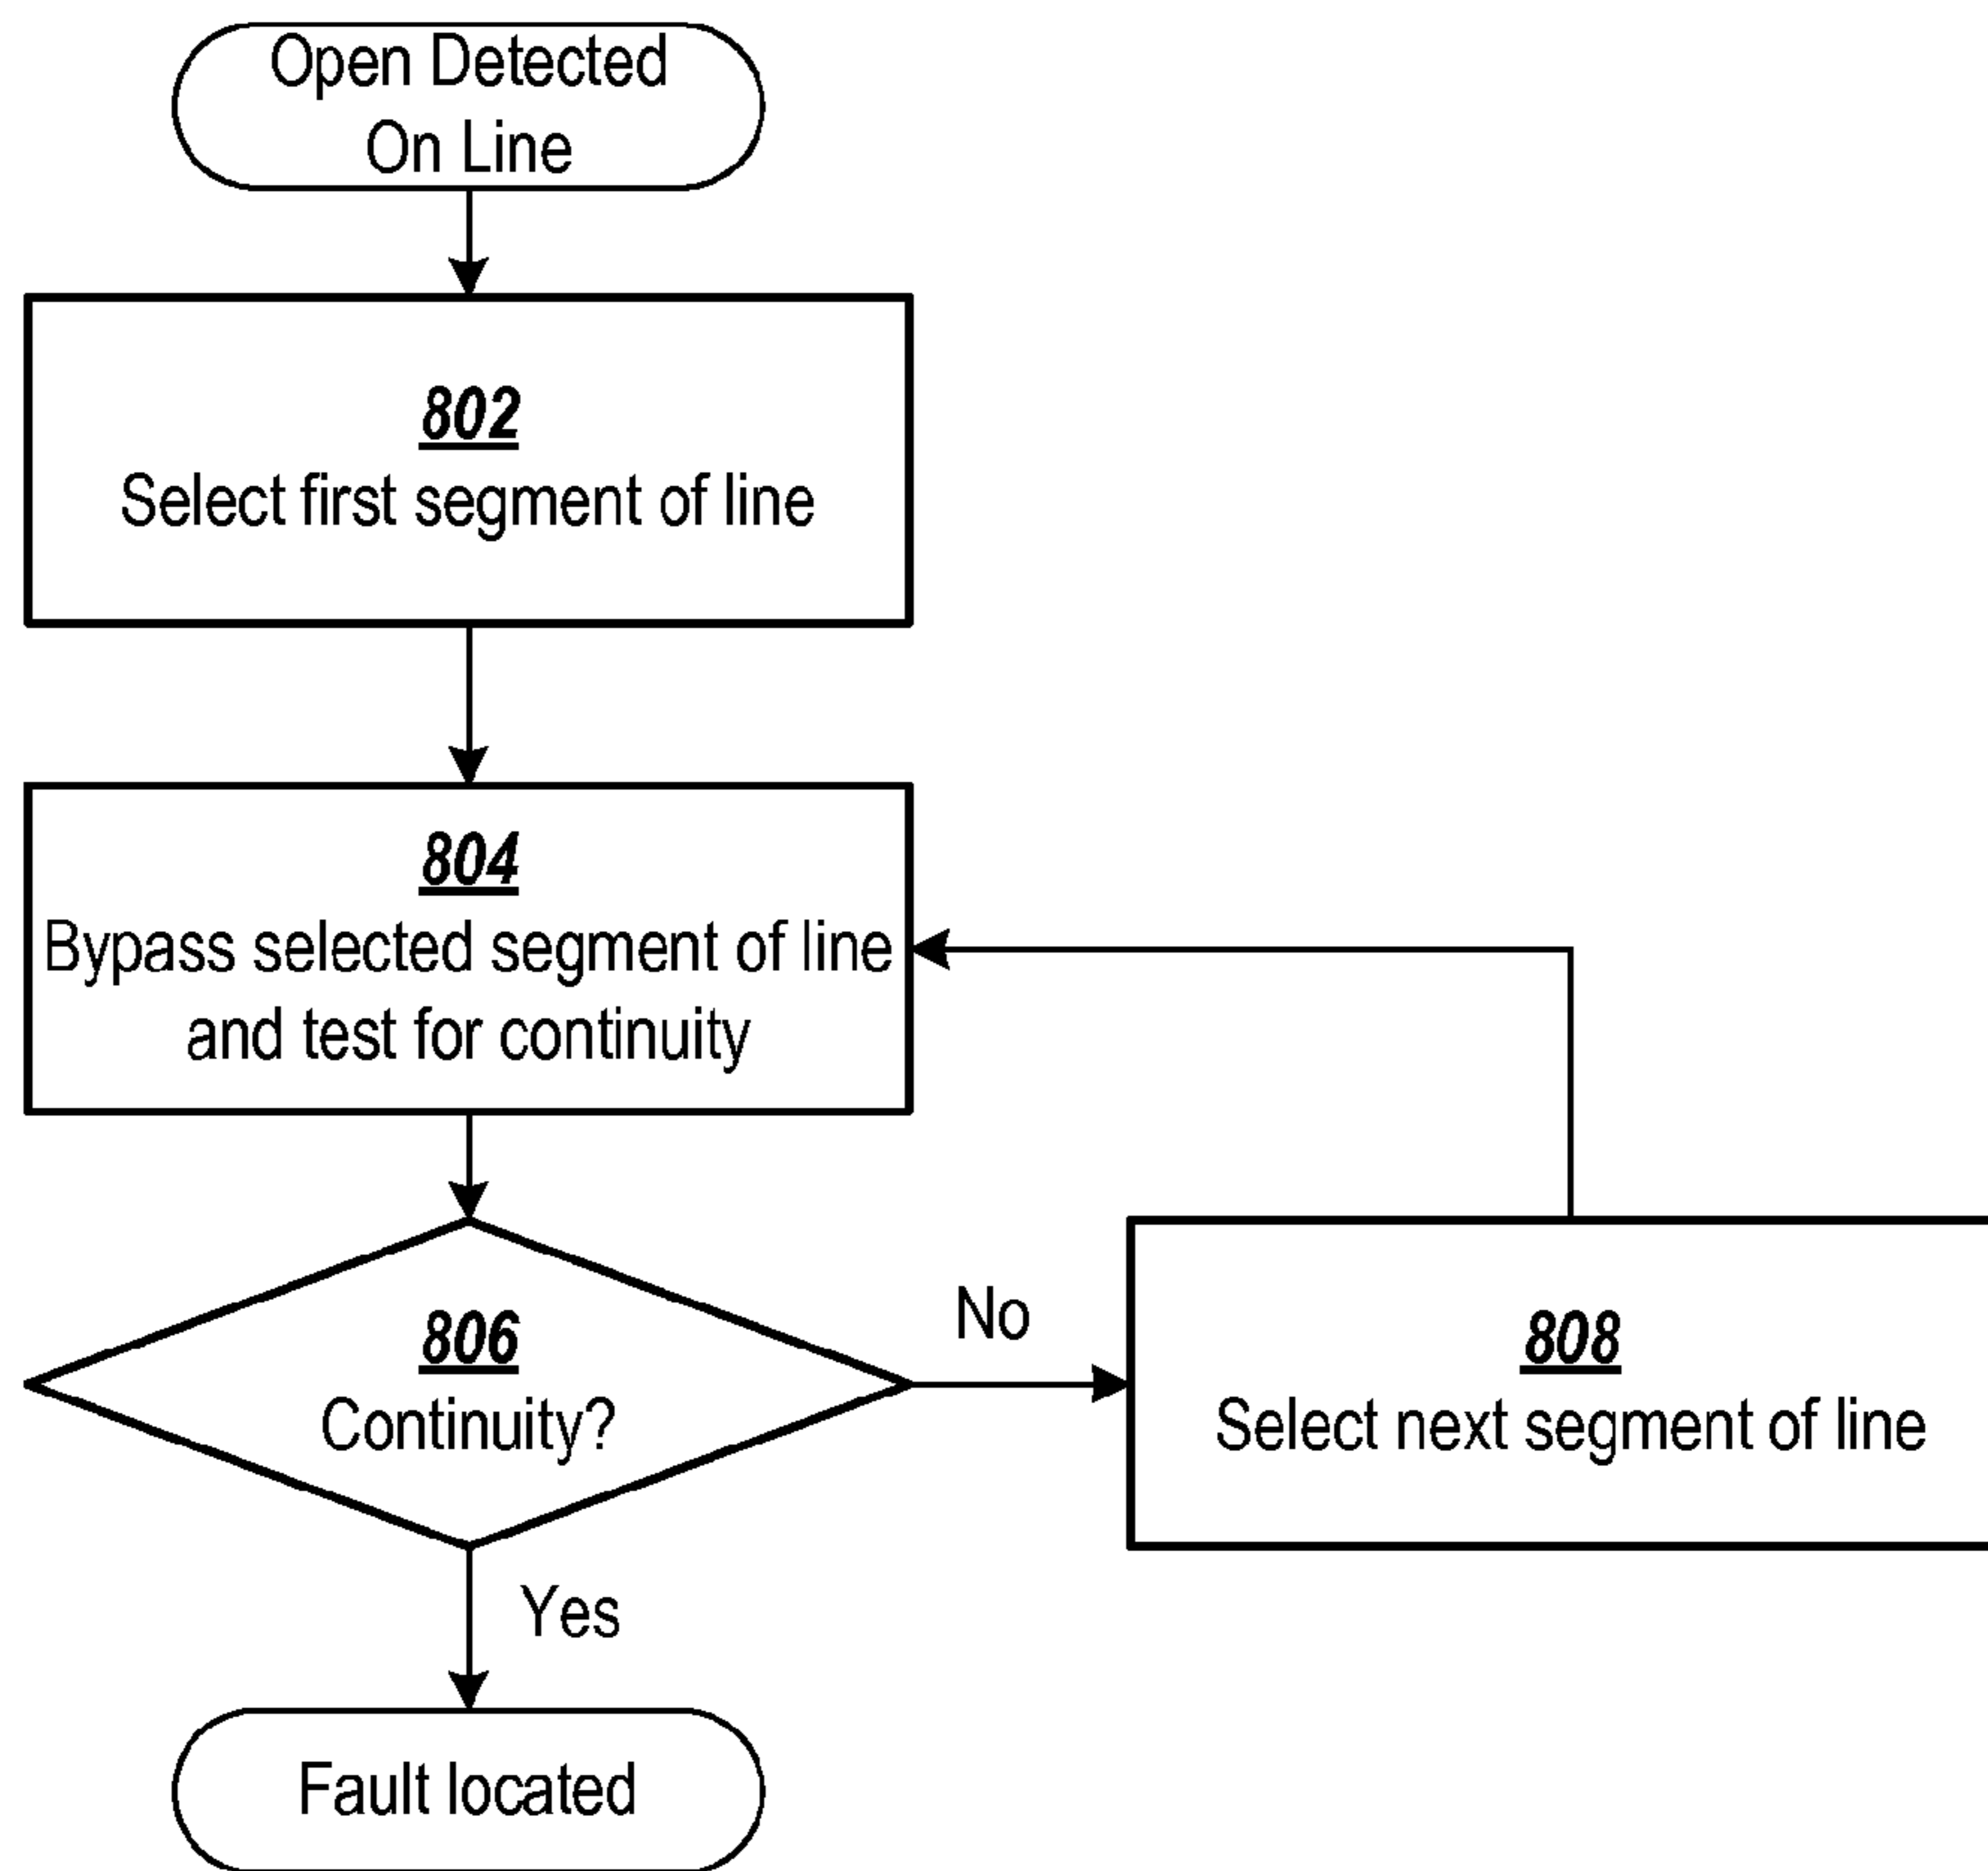 Open Detected
On Line
802
Select first segment of line
804
Bypass selected segment of line
and test for continuity
806
Continuity?
No
808
Select next segment of line
Yes
Fault located